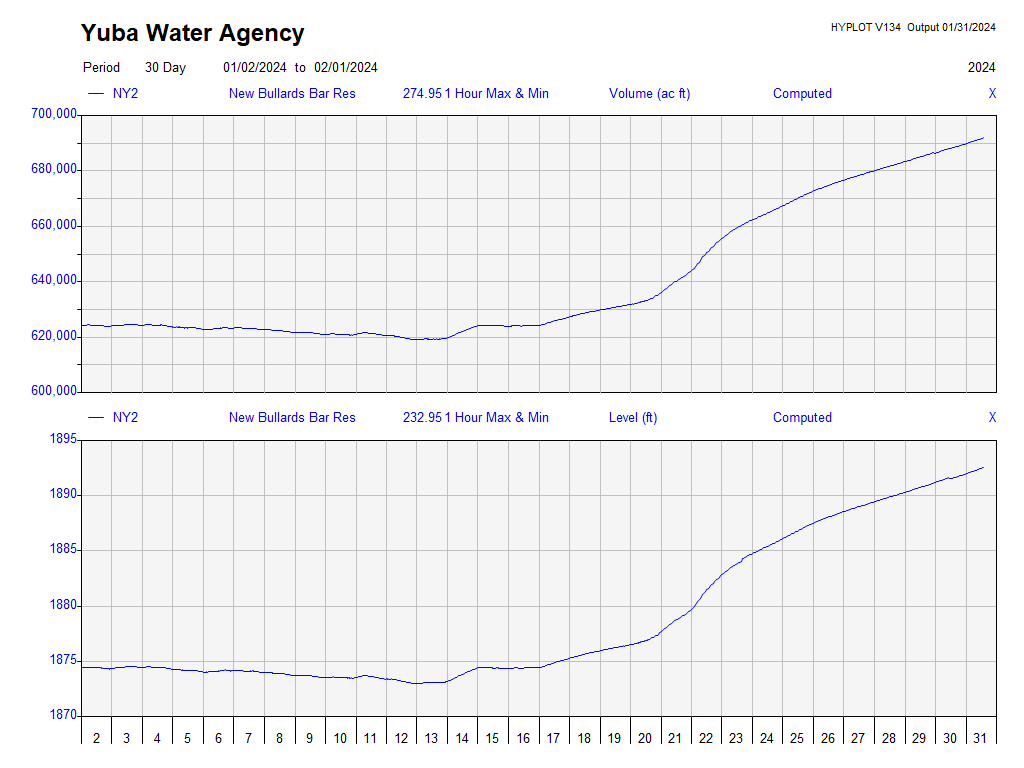 Yuba Water Agency
HYPLOT V134 Output 01/31/2024
Period 30 Day 01/02/2024 to 02/01/2024 2024
NY2 New Bullards Bar Res 274.95 1 Hour Max & Min Volume (ac ft) Computed X
700,000
680,000
660,000
640,000
620,000
600,000
NY2 New Bullards Bar Res 232.95 1 Hour Max & Min Level (ft) Computed X
1895
1890
1885
1880
1875
1870
2 3 4 5 6 7 8 9 10 11 12 13 14 15 16 17 18 19 20 21 22 23 24 25 26 27 28 29 30 31